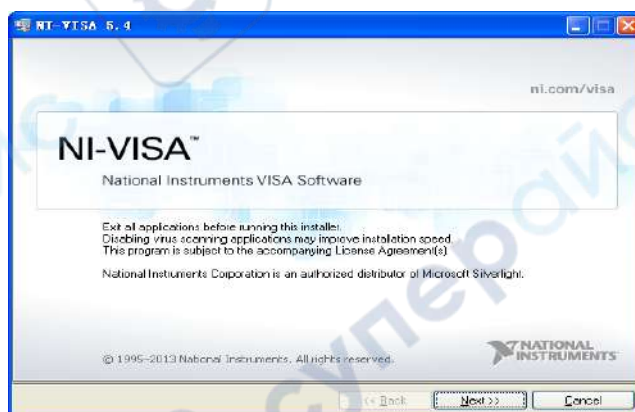 NI-VISA 5.4
ni.com/visa
NI-VISA™
National Instruments VISA Software
Exit all applications before running this installer.
Disabling virus scanning applications may improve installation speed.
This program is subject to the accompanying License Agreement(s)
National Instruments Corporation is an authorized distributor of Microsoft Silverlight.
NATIONAL
INSTRUMENTS
© 1995–2013 National Instruments. All rights reserved.
<< Back Next >> Cancel